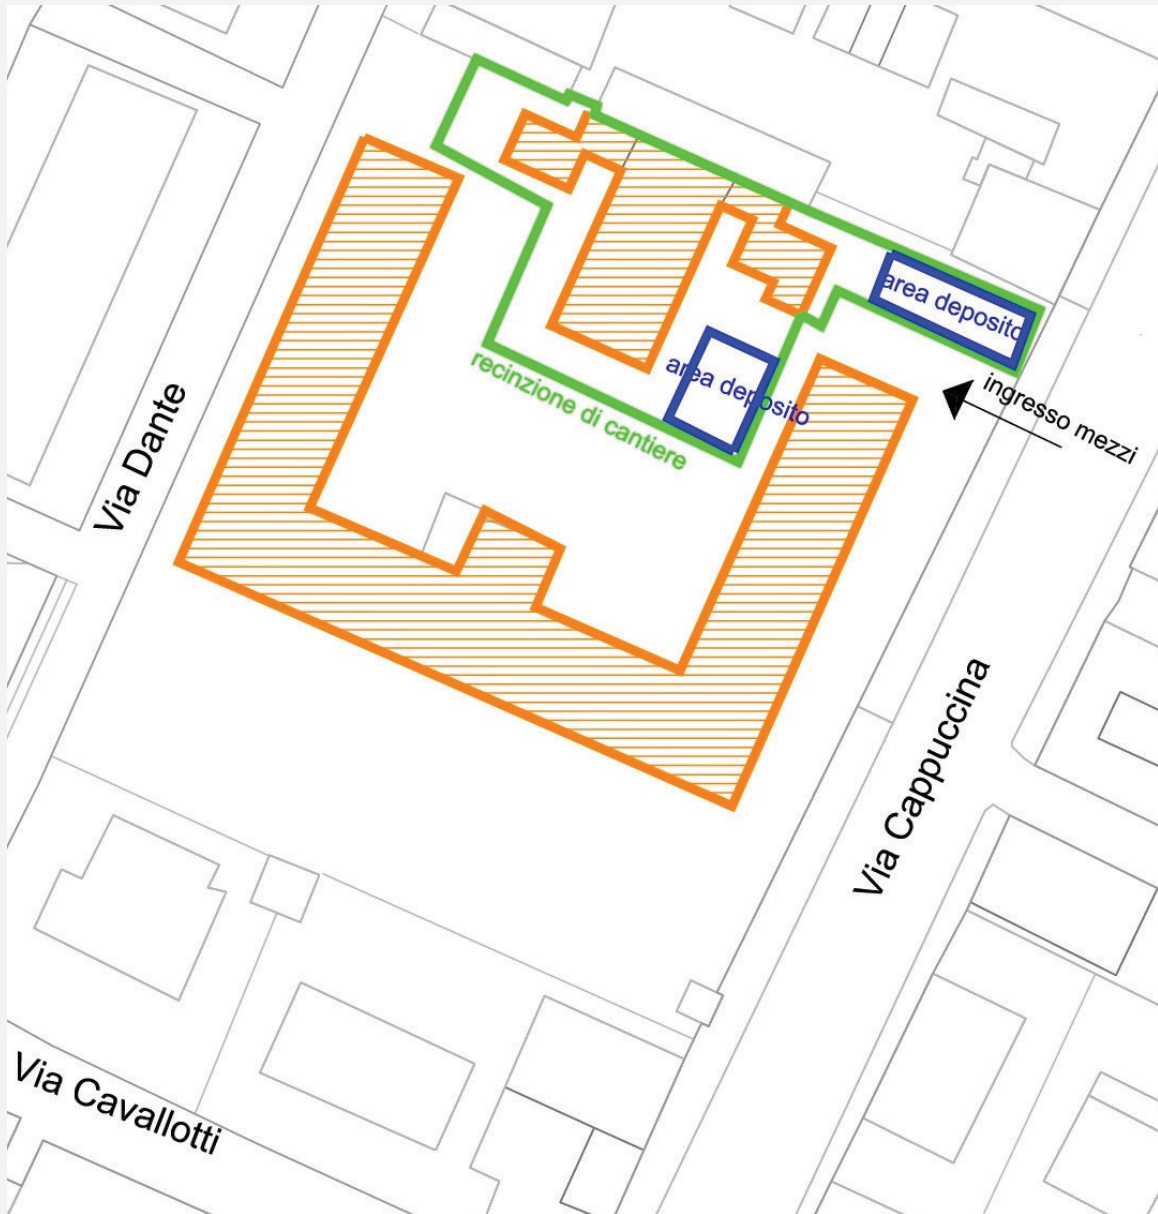 area deposito
ingresso mezzi
area deposito
recinzione di cantiere
Via Dante
Via Cappuccina
Via Cavallotti